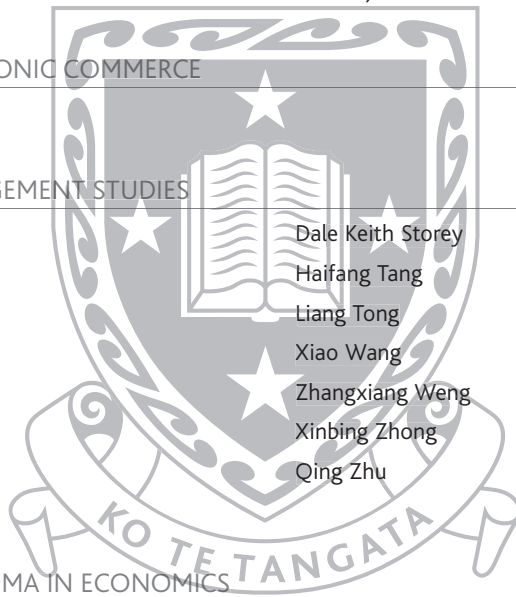 ONIC COMMERCE
GEMENT STUDIES
Dale Keith Storey
Haifang Tang
Liang Tong
Xiao Wang
Zhangxiang Weng
Xinbing Zhong
Qing Zhu
KO TE TANGATA
OMA IN ECONOMICS